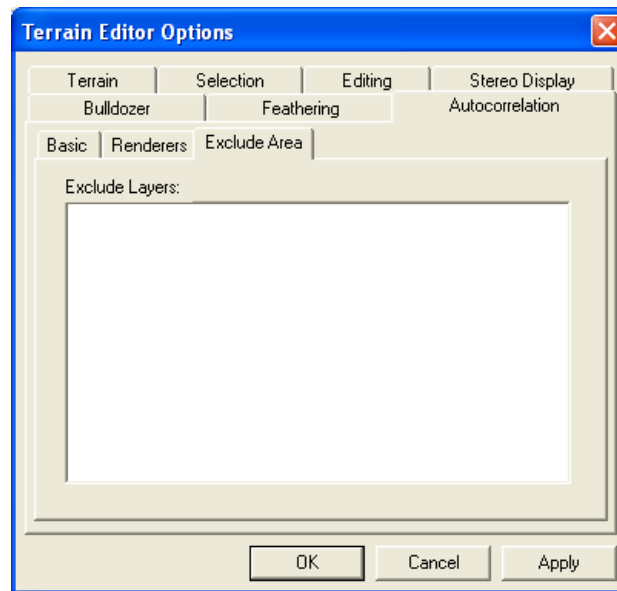 Terrain Editor Options
Terrain Selection Editing Stereo Display
Bulldozer Feathering Autocorrelation
Basic Renderers Exclude Area
Exclude Layers:
OK Cancel Apply